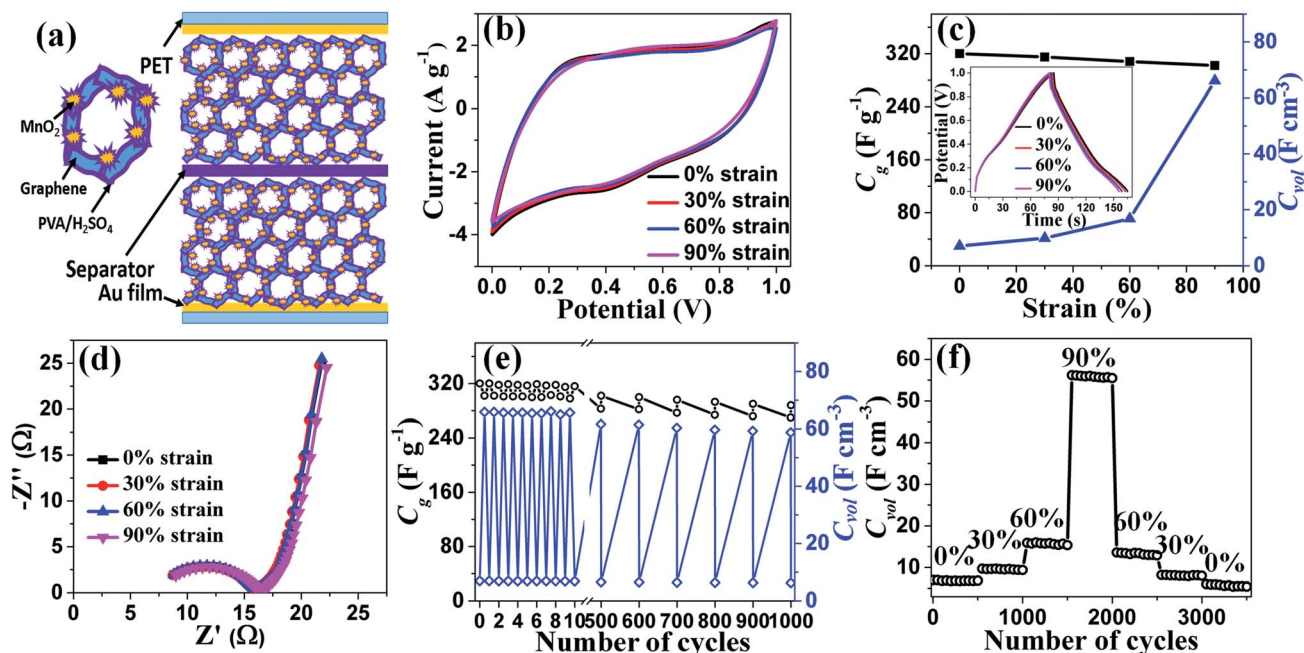 (a)
PET
MnO2
Graphene
PVA/H2SO4
Separator
Au film
(b)
Current (A g-1)
2
0
-2
-4
0% strain
30% strain
60% strain
90% strain
0.0 0.2 0.4 0.6 0.8 1.0
Potential (V)
(c)
Cg (F g-1)
320
240
160
80
0
Potential (V)
1.0
0.8
0.6
0.4
0.2
0.0
0%
30%
60%
90%
0 30 60 90 120 150
Time (s)
80
60
40
20
0
Cvol (F cm-3)
0 20 40 60 80 100
Strain (%)
(d)
-Z'' (Ω)
25
20
15
10
5
0
0% strain
30% strain
60% strain
90% strain
5 10 15 20 25
Z' (Ω)
(e)
Cg (F g-1)
320
240
160
80
0
80
60
40
20
0
Cvol (F cm-3)
0 2 4 6 8 10 500 600 700 800 900 1000
Number of cycles
(f)
Cvol (F cm-3)
60
50
40
30
20
10
0%
30%
60%
90%
60%
30%
0%
0 1000 2000 3000
Number of cycles